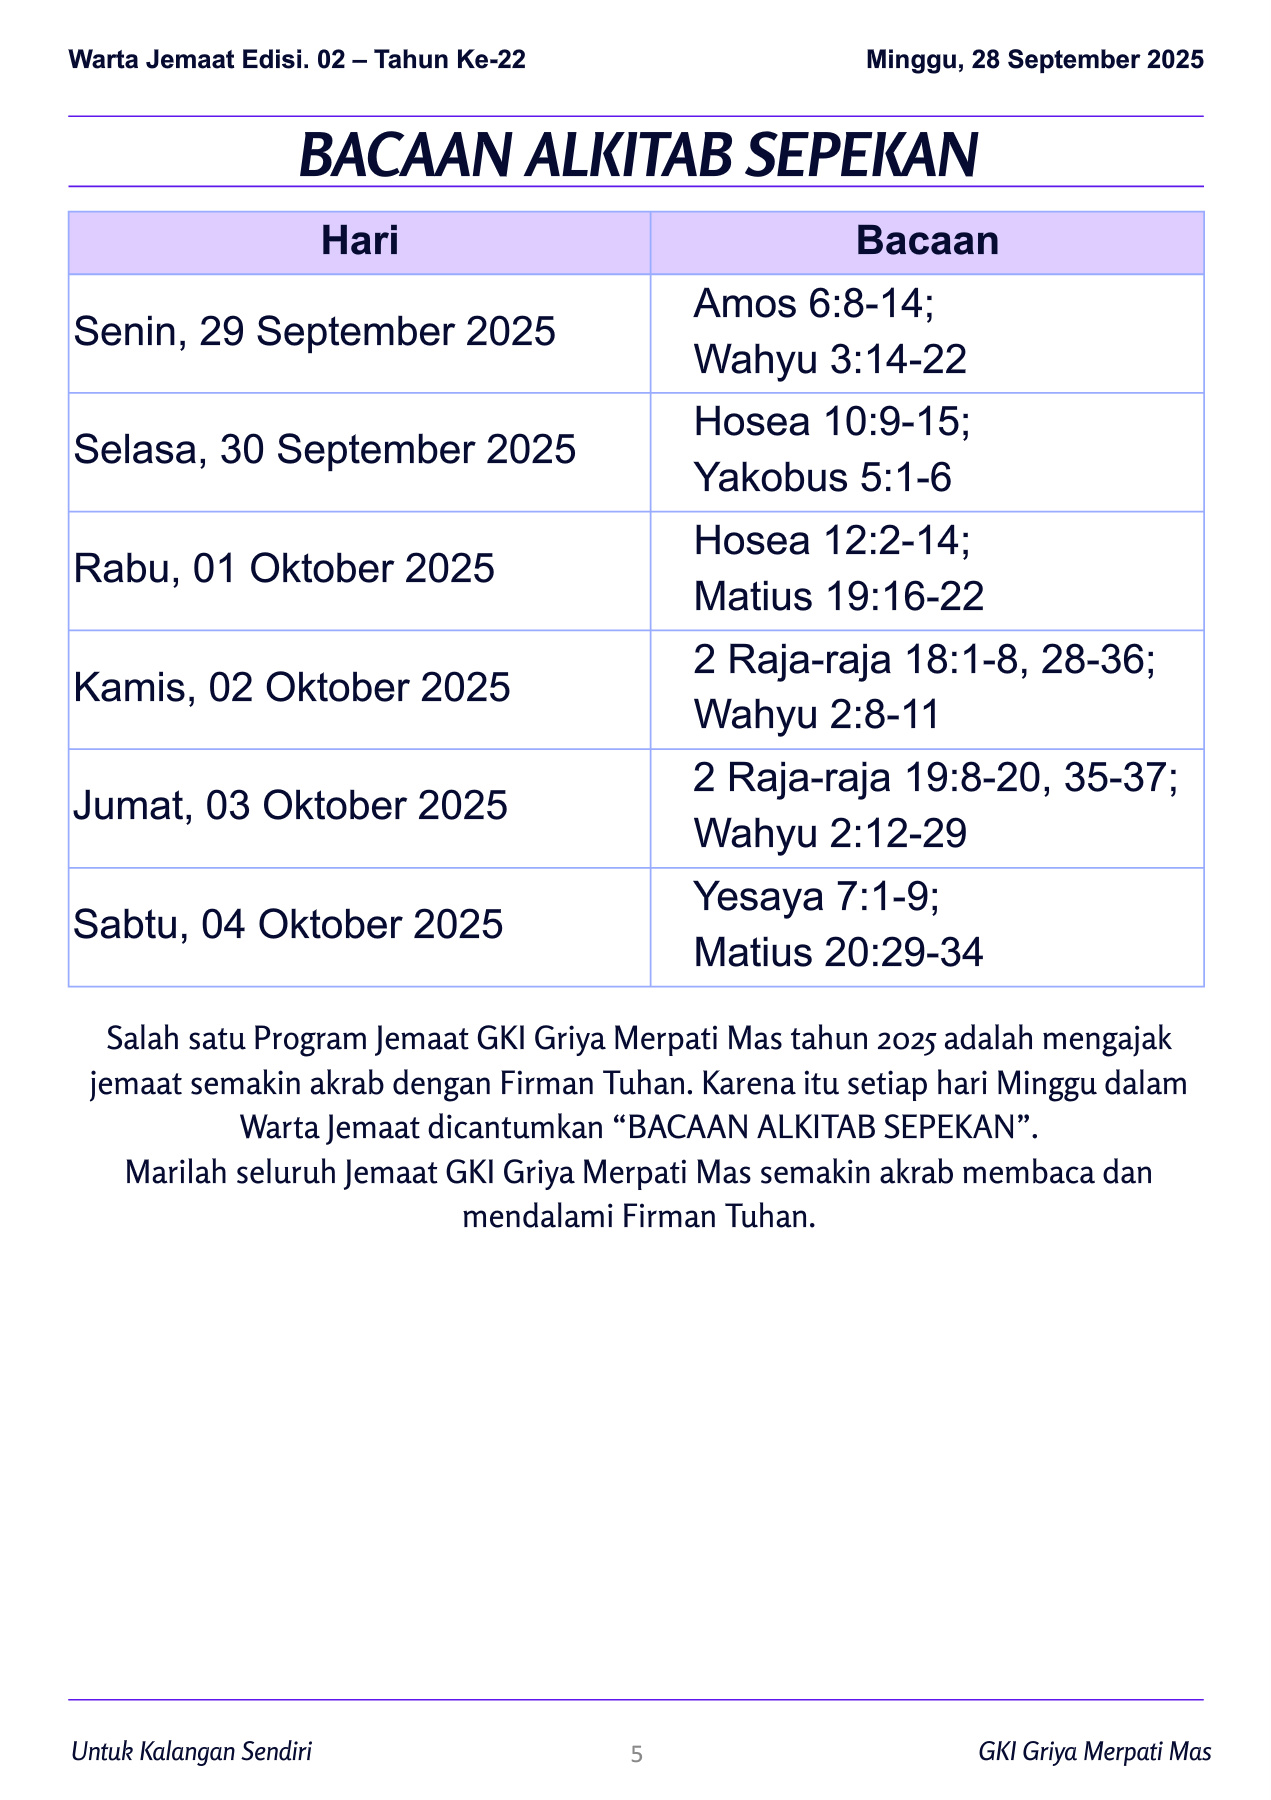 Warta Jemaat Edisi. 02 – Tahun Ke-22 Minggu, 28 September 2025
BACAAN ALKITAB SEPEKAN
Hari Bacaan
Senin, 29 September 2025
Amos 6:8-14;
Wahyu 3:14-22
Selasa, 30 September 2025
Hosea 10:9-15;
Yakobus 5:1-6
Rabu, 01 Oktober 2025
Hosea 12:2-14;
Matius 19:16-22
Kamis, 02 Oktober 2025
2 Raja-raja 18:1-8, 28-36;
Wahyu 2:8-11
Jumat, 03 Oktober 2025
2 Raja-raja 19:8-20, 35-37;
Wahyu 2:12-29
Sabtu, 04 Oktober 2025
Yesaya 7:1-9;
Matius 20:29-34
Salah satu Program Jemaat GKI Griya Merpati Mas tahun 2025 adalah mengajak
jemaat semakin akrab dengan Firman Tuhan. Karena itu setiap hari Minggu dalam
Warta Jemaat dicantumkan “BACAAN ALKITAB SEPEKAN”.
Marilah seluruh Jemaat GKI Griya Merpati Mas semakin akrab membaca dan
mendalami Firman Tuhan.
Untuk Kalangan Sendiri 5 GKI Griya Merpati Mas